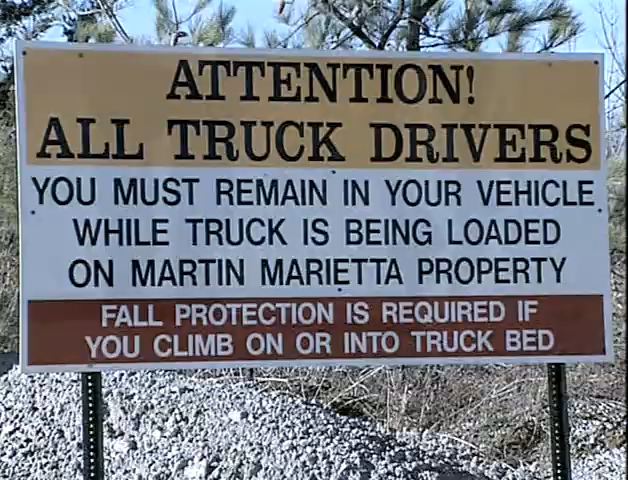 ATTENTION!
ALL TRUCK DRIVERS
YOU MUST REMAIN IN YOUR VEHICLE
WHILE TRUCK IS BEING LOADED
ON MARTIN MARIETTA PROPERTY
FALL PROTECTION IS REQUIRED IF
YOU CLIMB ON OR INTO TRUCK BED